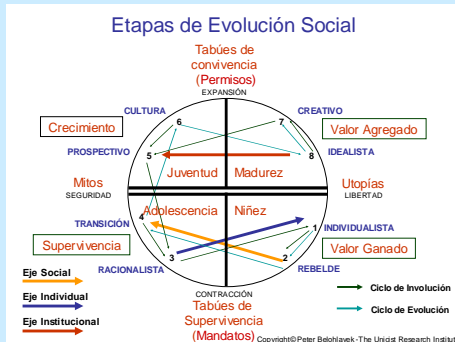 Etapas de Evolución Social
Tabúes de
convivencia
(Permisos)
EXPANSIÓN
CULTURA
CREATIVO
6
7
Crecimiento
Valor Agregado
PROSPECTIVO
5
8
IDEALISTA
Mitos
Juventud
Madurez
Utopías
SEGURIDAD
LIBERTAD
Adolescencia
Niñez
TRANSICIÓN
4
1
INDIVIDUALISTA
Supervivencia
Valor Ganado
3
2
RACIONALISTA
REBELDE
Eje Social
Eje Individual
Eje Institucional
CONTRACCIÓN
Tabúes de
Supervivencia
(Mandatos)
Ciclo de Involución
Ciclo de Evolución
Copyright© Peter Belohlavek -The Unicist Research Institut